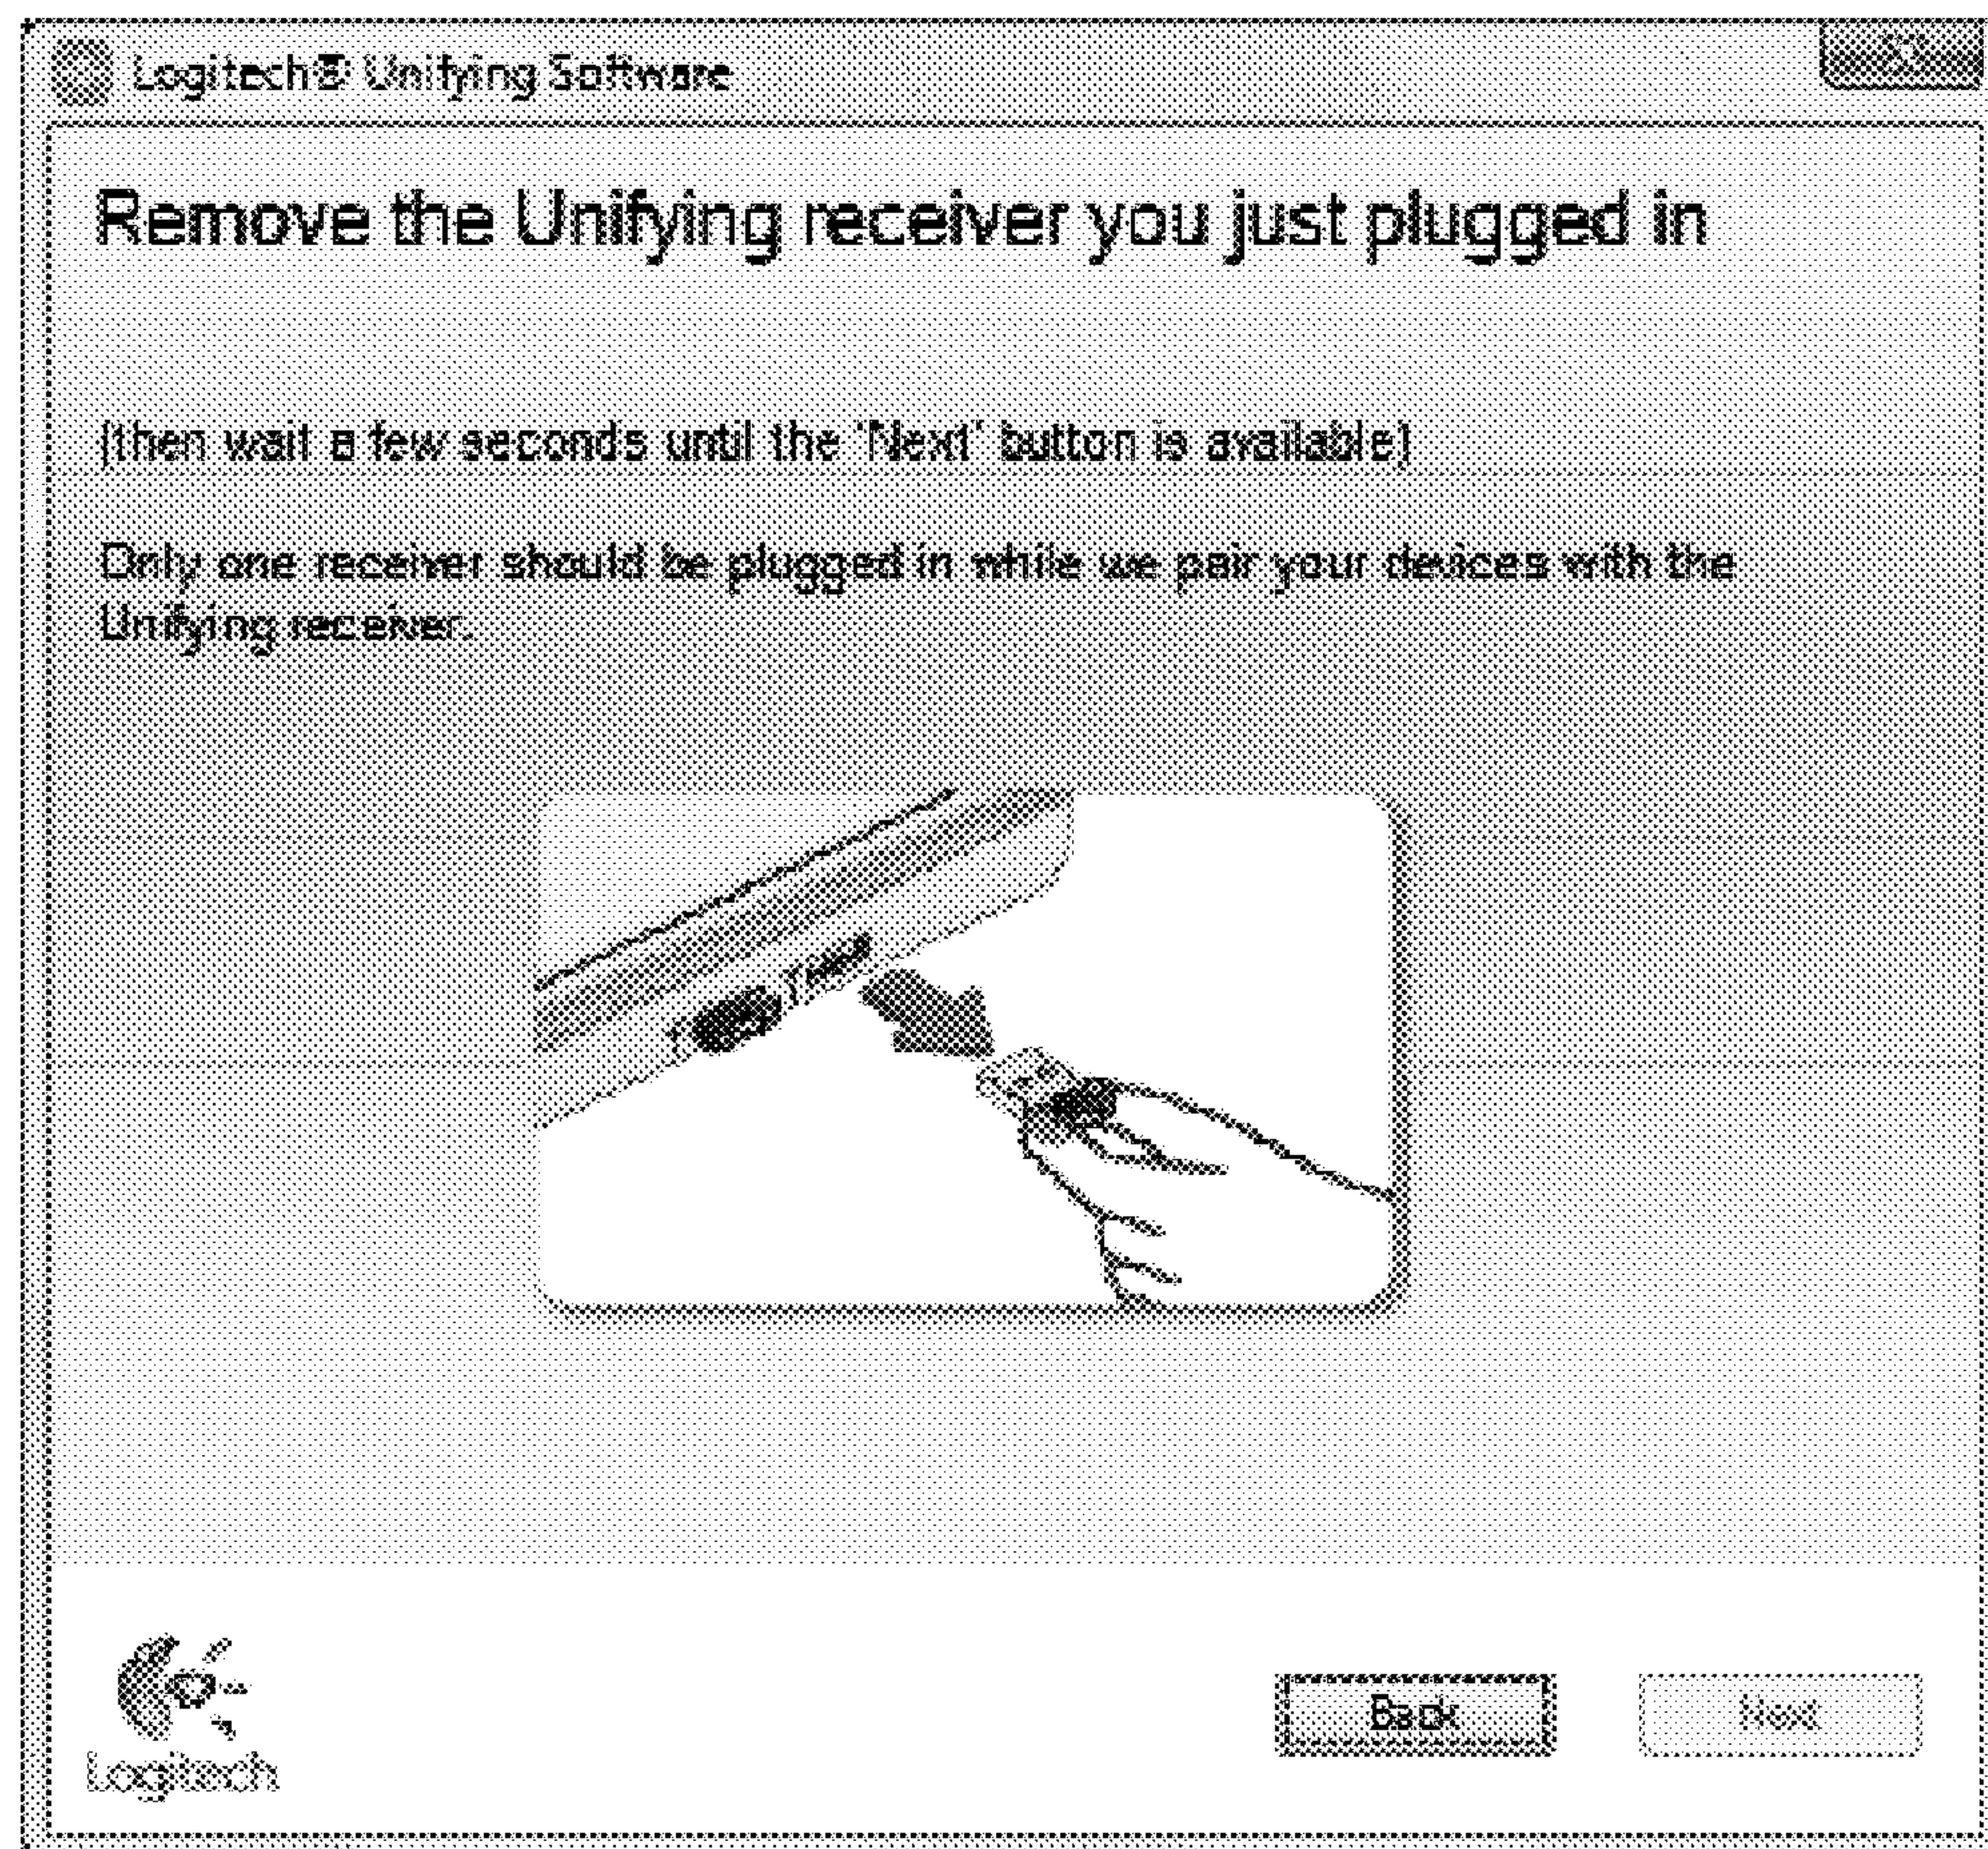 Logitech® Unifying Software
Remove the Unifying receiver you just plugged in
(then wait a few seconds until the 'Next' button is available)
Only one receiver should be plugged in while we pair your devices with the
Unifying receiver.
Back
Next
Logitech